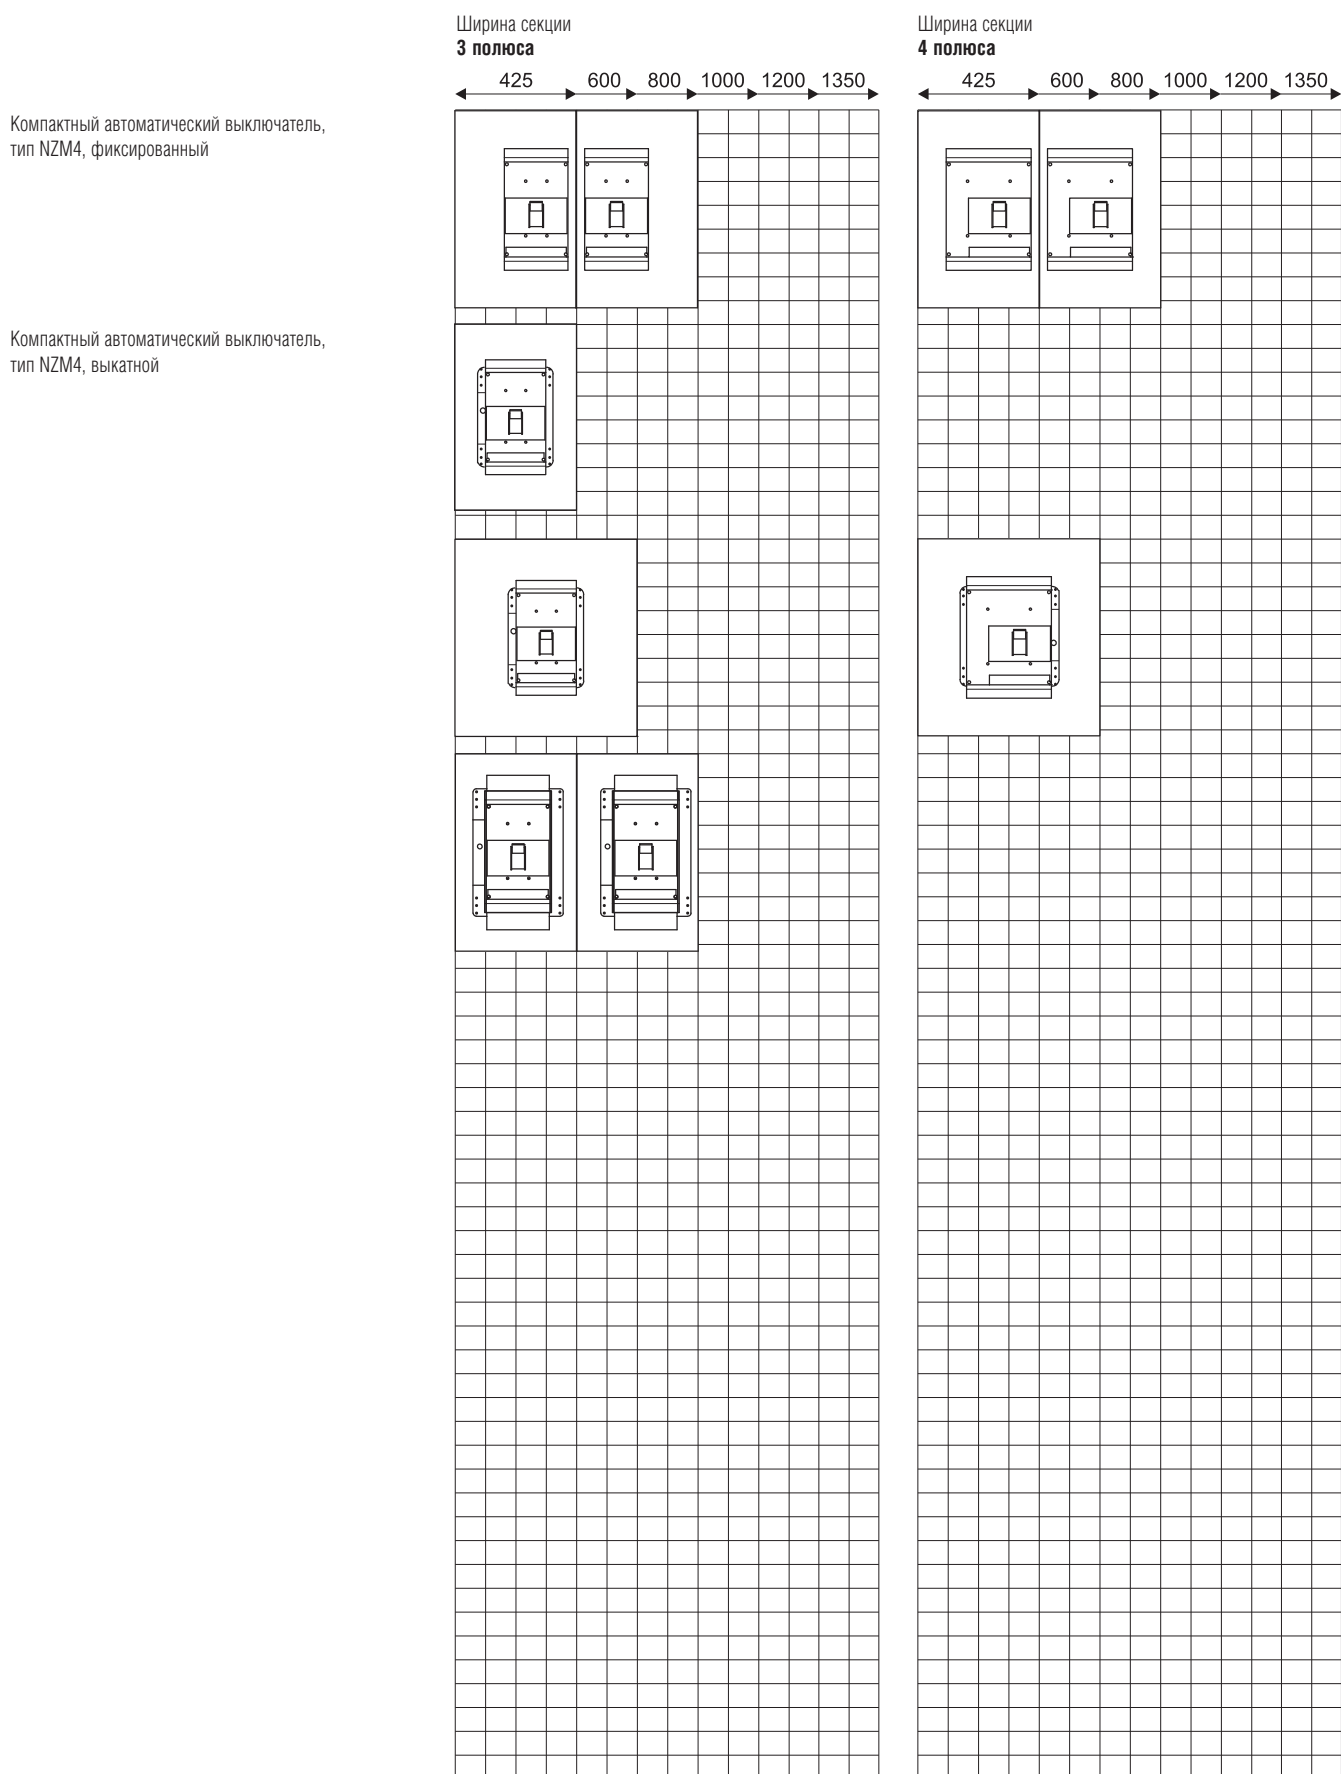 Ширина секции
3 полюса
425 600 800 1000 1200 1350
Ширина секции
4 полюса
425 600 800 1000 1200 1350
Компактный автоматический выключатель,
тип NZM4, фиксированный
Компактный автоматический выключатель,
тип NZM4, выкатной